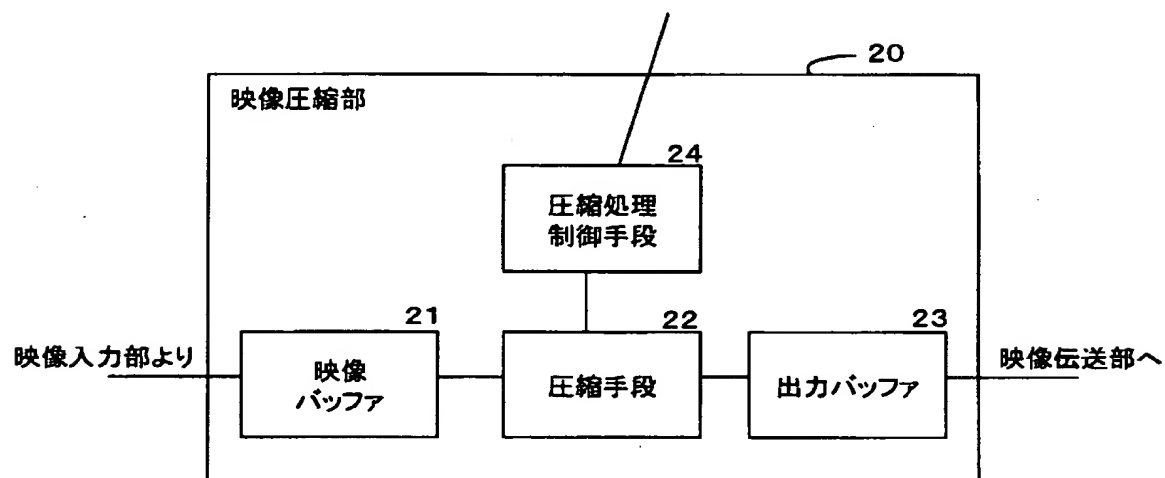 20
映像圧縮部
24
圧縮処理
制御手段
21
22
23
映像入力部より
映像
バッファ
圧縮手段
出力バッファ
映像伝送部へ